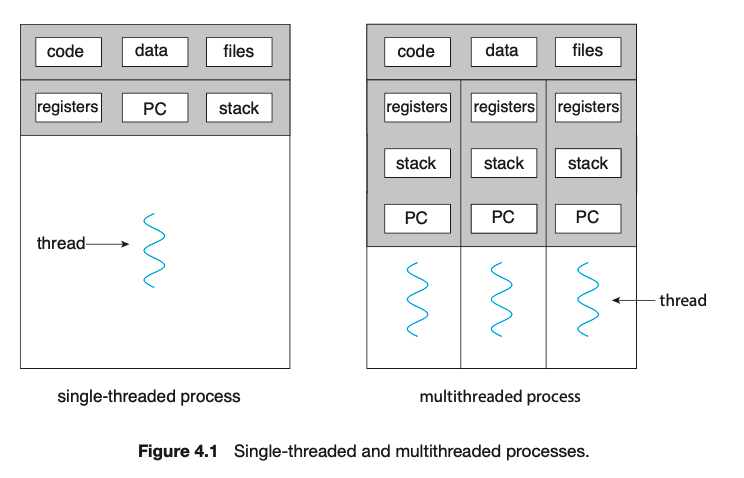 code data files
registers PC stack
thread
single-threaded process
code data files
registers registers registers
stack stack stack
PC PC PC
thread
multithreaded process
Figure 4.1 Single-threaded and multithreaded processes.